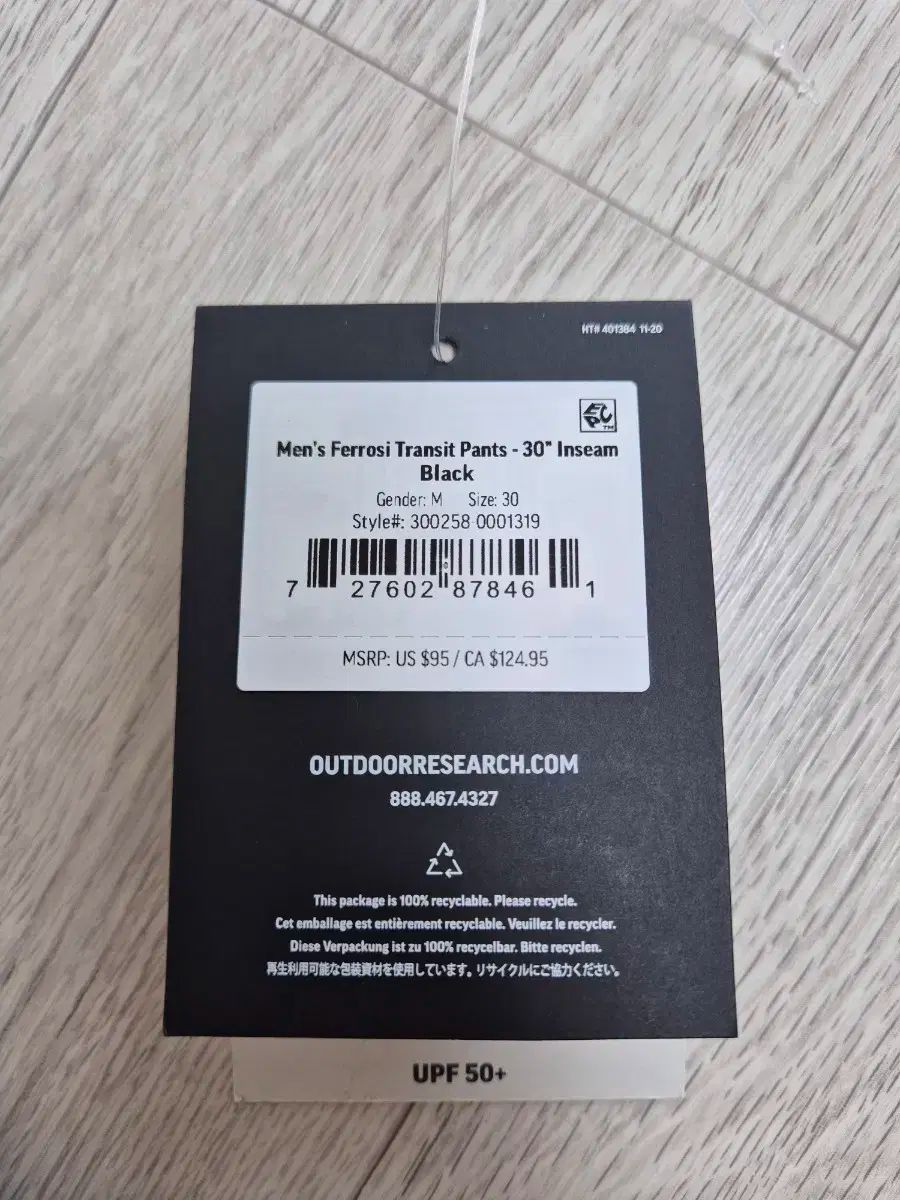 HT# 401384 11-20
EPC
TM
Men's Ferrosi Transit Pants - 30” Inseam
Black
Gender: M Size: 30
Style#: 300258-0001319
7 27602 87846 1
MSRP: US $95 / CA $124.95
OUTDOORRESEARCH.COM
888.467.4327
This package is 100% recyclable. Please recycle.
Cet emballage est entièrement recyclable. Veuillez le recycler.
Diese Verpackung ist zu 100% recycelbar. Bitte recyclen.
再生利用可能な包装資材を使用しています。リサイクルにご協力ください。
UPF 50+